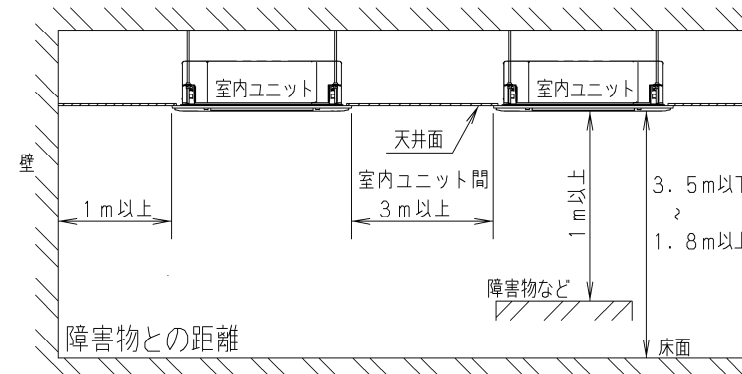 室内ユニット
室内ユニット
天井面
壁
室内ユニット間
1m以上
3m以上
1m以上
3.5m以下
~
1.8m以上
障害物など
障害物との距離
床面